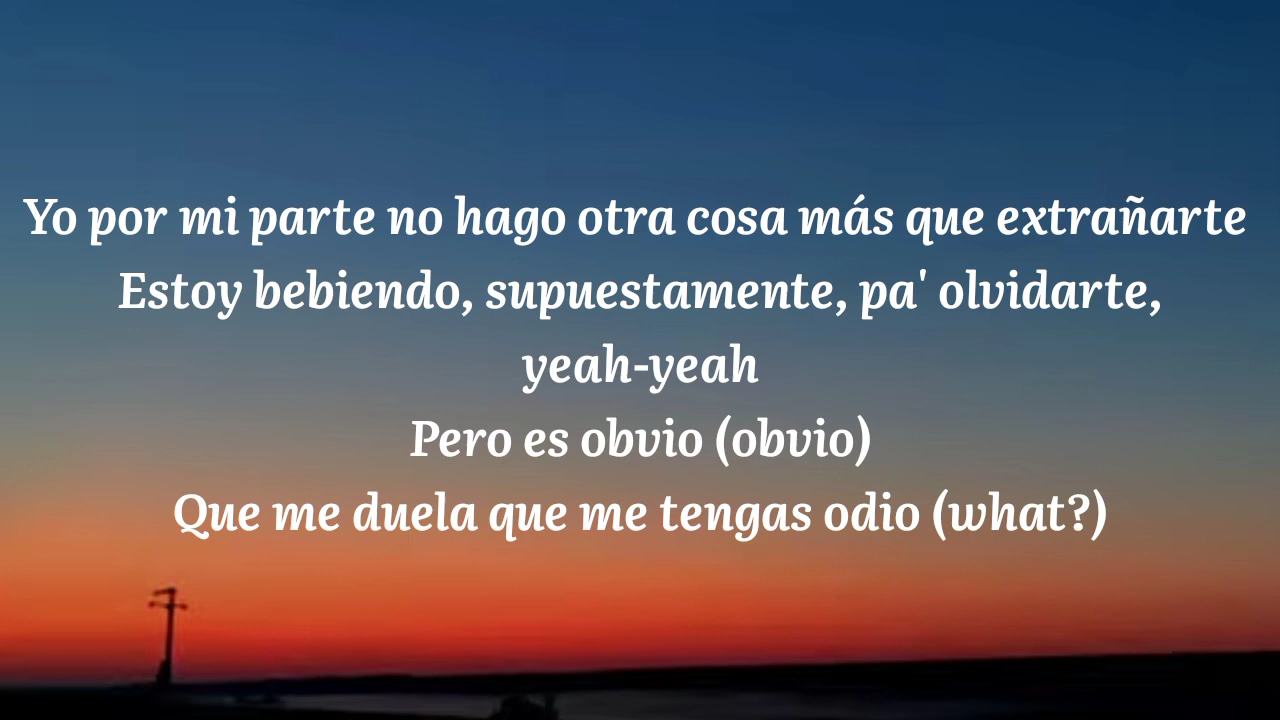 Yo por mi parte no hago otra cosa más que extrañarte
Estoy bebiendo, supuestamente, pa' olvidarte,
yeah-yeah
Pero es obvio (obvio)
Que me duela que me tengas odio (what?)